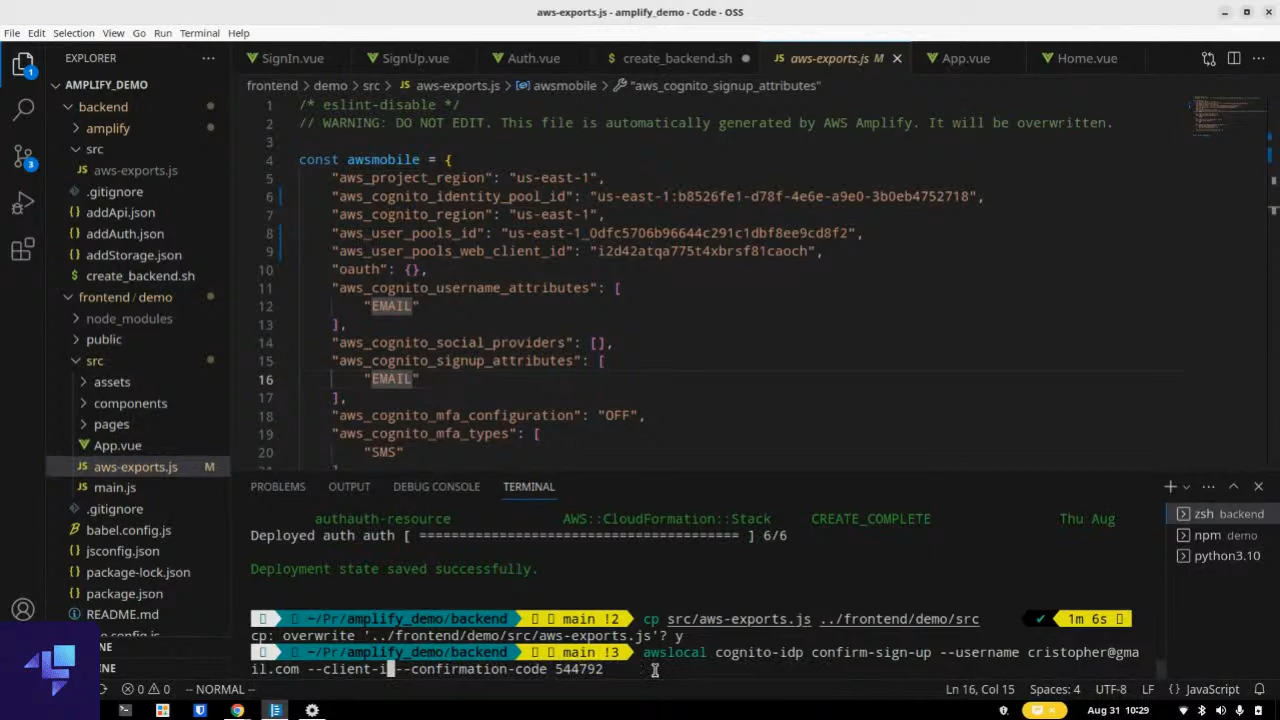 aws-exports.js - amplify_demo - Code - OSS
File Edit Selection View Go Run Terminal Help
EXPLORER
AMPLIFY_DEMO
backend
amplify
src
JS aws-exports.js
.gitignore
{} addApi.json
{} addAuth.json
{} addStorage.json
$ create_backend.sh
frontend/demo
node_modules
public
src
assets
components
pages
App.vue
JS aws-exports.js M
JS main.js
.gitignore
babel.config.js
{} jsconfig.json
{} package-lock.json
{} package.json
README.md
NE
NE
1
3
SignIn.vue SignUp.vue Auth.vue $ create_backend.sh JS aws-exports.js M App.vue Home.vue
frontend > demo > src > JS aws-exports.js > awsmobile > "aws_cognito_signup_attributes"
1 /* eslint-disable */
2 // WARNING: DO NOT EDIT. This file is automatically generated by AWS Amplify. It will be overwritten.
3
4 const awsmobile = {
5 "aws_project_region": "us-east-1",
6 "aws_cognito_identity_pool_id": "us-east-1:b8526fe1-d78f-4e6e-a9e0-3b0eb4752718",
7 "aws_cognito_region": "us-east-1",
8 "aws_user_pools_id": "us-east-1_0dfc5706b96644c291c1dbf8ee9cd8f2",
9 "aws_user_pools_web_client_id": "i2d42atqa775t4xbrsf81caoch",
10 "oauth": {},
11 "aws_cognito_username_attributes": [
12 "EMAIL"
13 ],
14 "aws_cognito_social_providers": [],
15 "aws_cognito_signup_attributes": [
16 "EMAIL"
17 ],
18 "aws_cognito_mfa_configuration": "OFF",
19 "aws_cognito_mfa_types": [
20 "SMS"
PROBLEMS OUTPUT DEBUG CONSOLE TERMINAL
zsh backend
npm demo
python3.10
authauth-resource AWS::CloudFormation::Stack CREATE_COMPLETE Thu Aug
Deployed auth auth [ ======================================== ] 6/6
Deployment state saved successfully.
~/Pr/amplify_demo/backend main !2 cp src/aws-exports.js ../frontend/demo/src ✔ 1m 6s
cp: overwrite '../frontend/demo/src/aws-exports.js'? y
~/Pr/amplify_demo/backend main !3 awslocal cognito-idp confirm-sign-up --username cristopher@gma
il.com --client-i --confirmation-code 544792
0 0 -- NORMAL -- Ln 16, Col 15 Spaces: 4 UTF-8 LF JavaScript
Aug 31 10:29